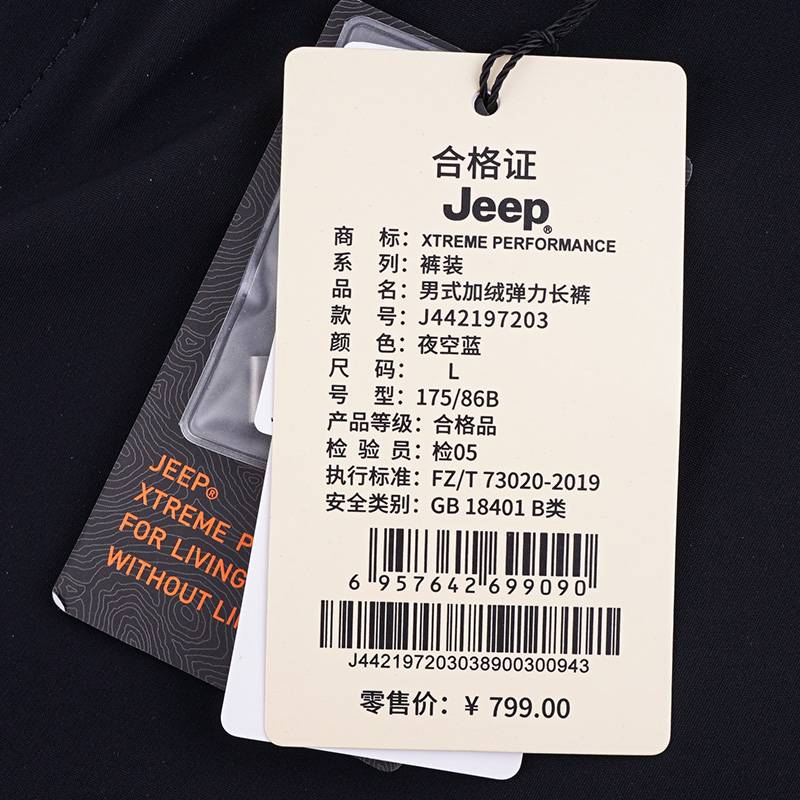 合格证
Jeep®
商 标：XTREME PERFORMANCE
系 列：裤装
品 名：男式加绒弹力长裤
款 号：J442197203
颜 色：夜空蓝
尺 码： L
号 型：175/86B
产品等级：合格品
检 验 员：检05
执行标准：FZ/T 73020-2019
安全类别：GB 18401 B类
6 957642 699090
J442197203038900300943
零售价：¥ 799.00
JEEP®
XTREME
FOR LIVING
WITHOUT